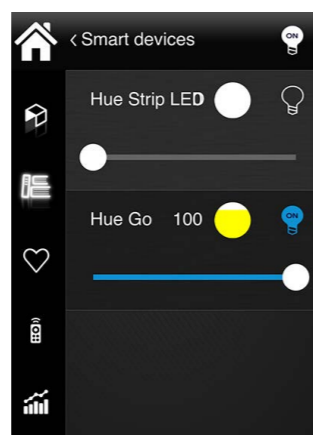 < Smart devices
ON
Hue Strip LED
Hue Go 100
ON